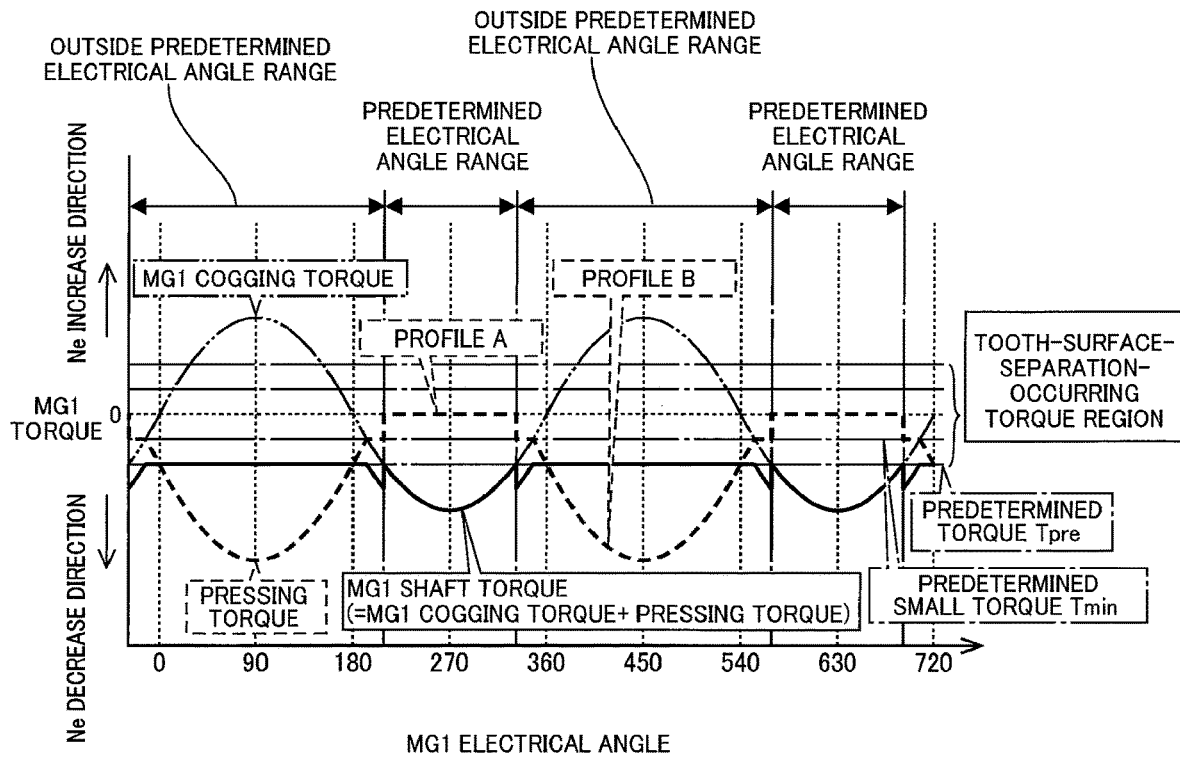 OUTSIDE PREDETERMINED
ELECTRICAL ANGLE RANGE
OUTSIDE PREDETERMINED
ELECTRICAL ANGLE RANGE
PREDETERMINED
ELECTRICAL
ANGLE RANGE
PREDETERMINED
ELECTRICAL
ANGLE RANGE
Ne INCREASE DIRECTION
MG1 COGGING TORQUE
PROFILE B
PROFILE A
TOOTH-SURFACE-
SEPARATION-
OCCURRING
TORQUE REGION
MG1
TORQUE
0
PREDETERMINED
TORQUE Tpre
PRESSING
TORQUE
MG1 SHAFT TORQUE
(=MG1 COGGING TORQUE+ PRESSING TORQUE)
PREDETERMINED
SMALL TORQUE Tmin
Ne DECREASE DIRECTION
0 90 180 270 360 450 540 630 720
MG1 ELECTRICAL ANGLE